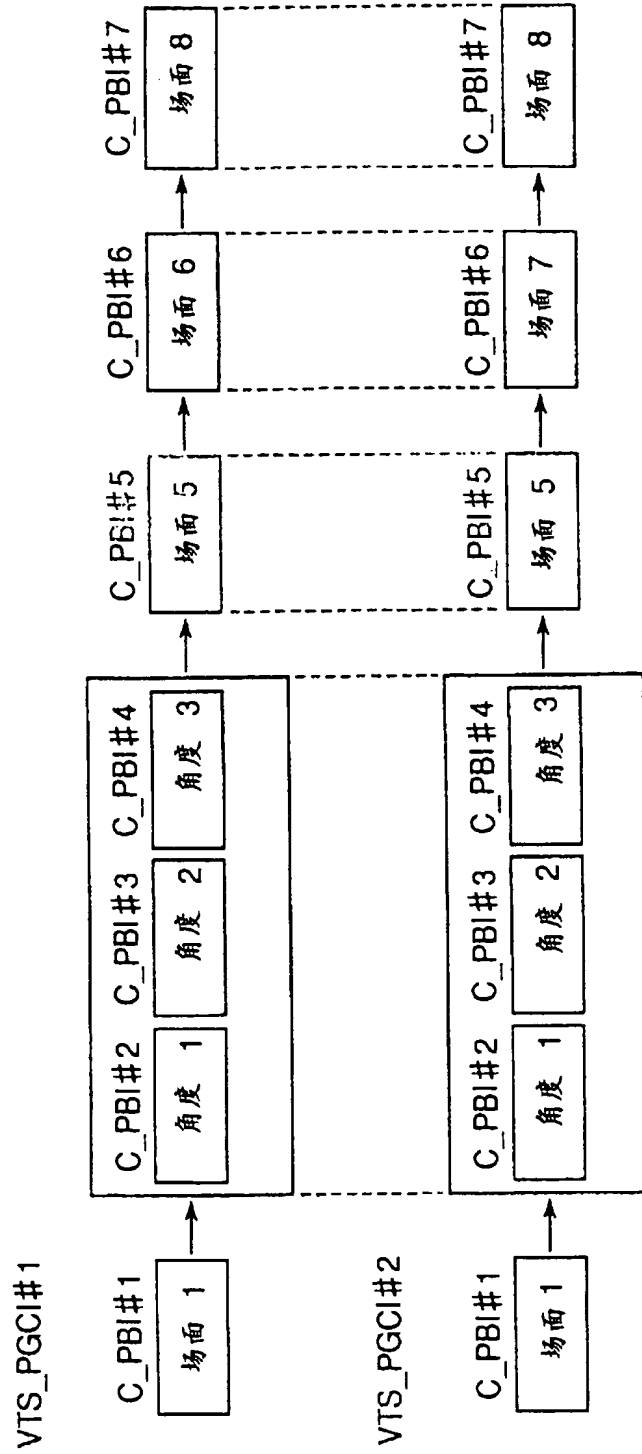 VTS_PGCI#1
C_PBI#1
场面 1
C_PBI#2
角度 1
C_PBI#3
角度 2
C_PBI#4
角度 3
C_PBI#5
场面 5
C_PBI#6
场面 6
C_PBI#7
场面 8
VTS_PGCI#2
C_PBI#1
场面 1
C_PBI#2
角度 1
C_PBI#3
角度 2
C_PBI#4
角度 3
C_PBI#5
场面 5
C_PBI#6
场面 7
C_PBI#7
场面 8